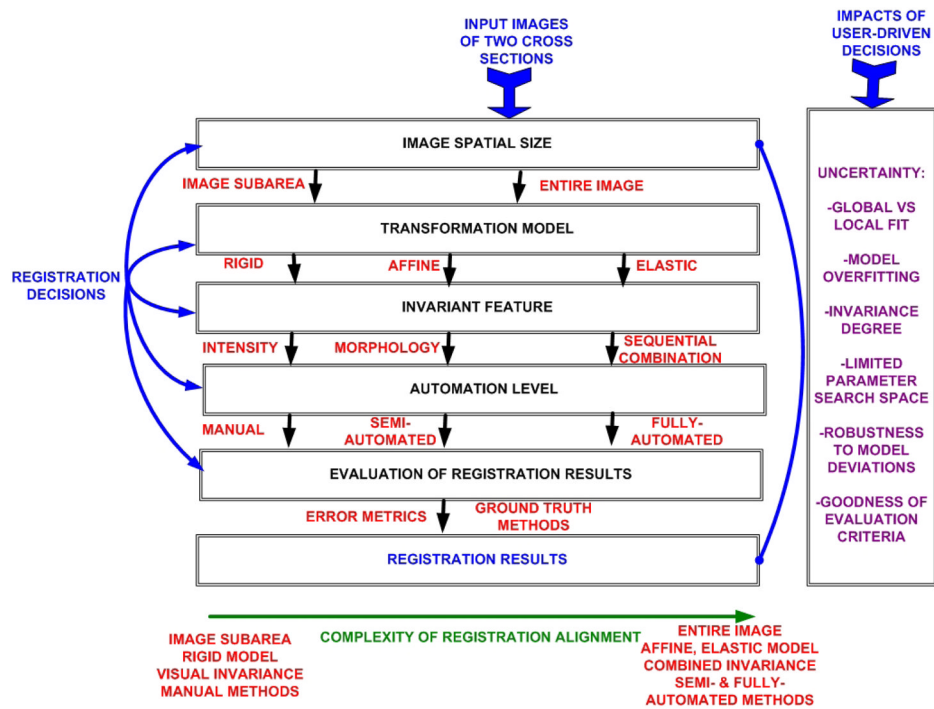 INPUT IMAGES
OF TWO CROSS
SECTIONS
IMPACTS OF
USER-DRIVEN
DECISIONS
IMAGE SPATIAL SIZE
IMAGE SUBAREA
ENTIRE IMAGE
TRANSFORMATION MODEL
RIGID
AFFINE
ELASTIC
REGISTRATION
DECISIONS
INVARIANT FEATURE
INTENSITY
MORPHOLOGY
SEQUENTIAL
COMBINATION
AUTOMATION LEVEL
MANUAL
SEMI-
AUTOMATED
FULLY-
AUTOMATED
EVALUATION OF REGISTRATION RESULTS
ERROR METRICS
GROUND TRUTH
METHODS
REGISTRATION RESULTS
UNCERTAINTY:
-GLOBAL VS
LOCAL FIT
-MODEL
OVERFITTING
-INVARIANCE
DEGREE
-LIMITED
PARAMETER
SEARCH SPACE
-ROBUSTNESS
TO MODEL
DEVIATIONS
-GOODNESS OF
EVALUATION
CRITERIA
COMPLEXITY OF REGISTRATION ALIGNMENT
IMAGE SUBAREA
RIGID MODEL
VISUAL INVARIANCE
MANUAL METHODS
ENTIRE IMAGE
AFFINE, ELASTIC MODEL
COMBINED INVARIANCE
SEMI- & FULLY-
AUTOMATED METHODS